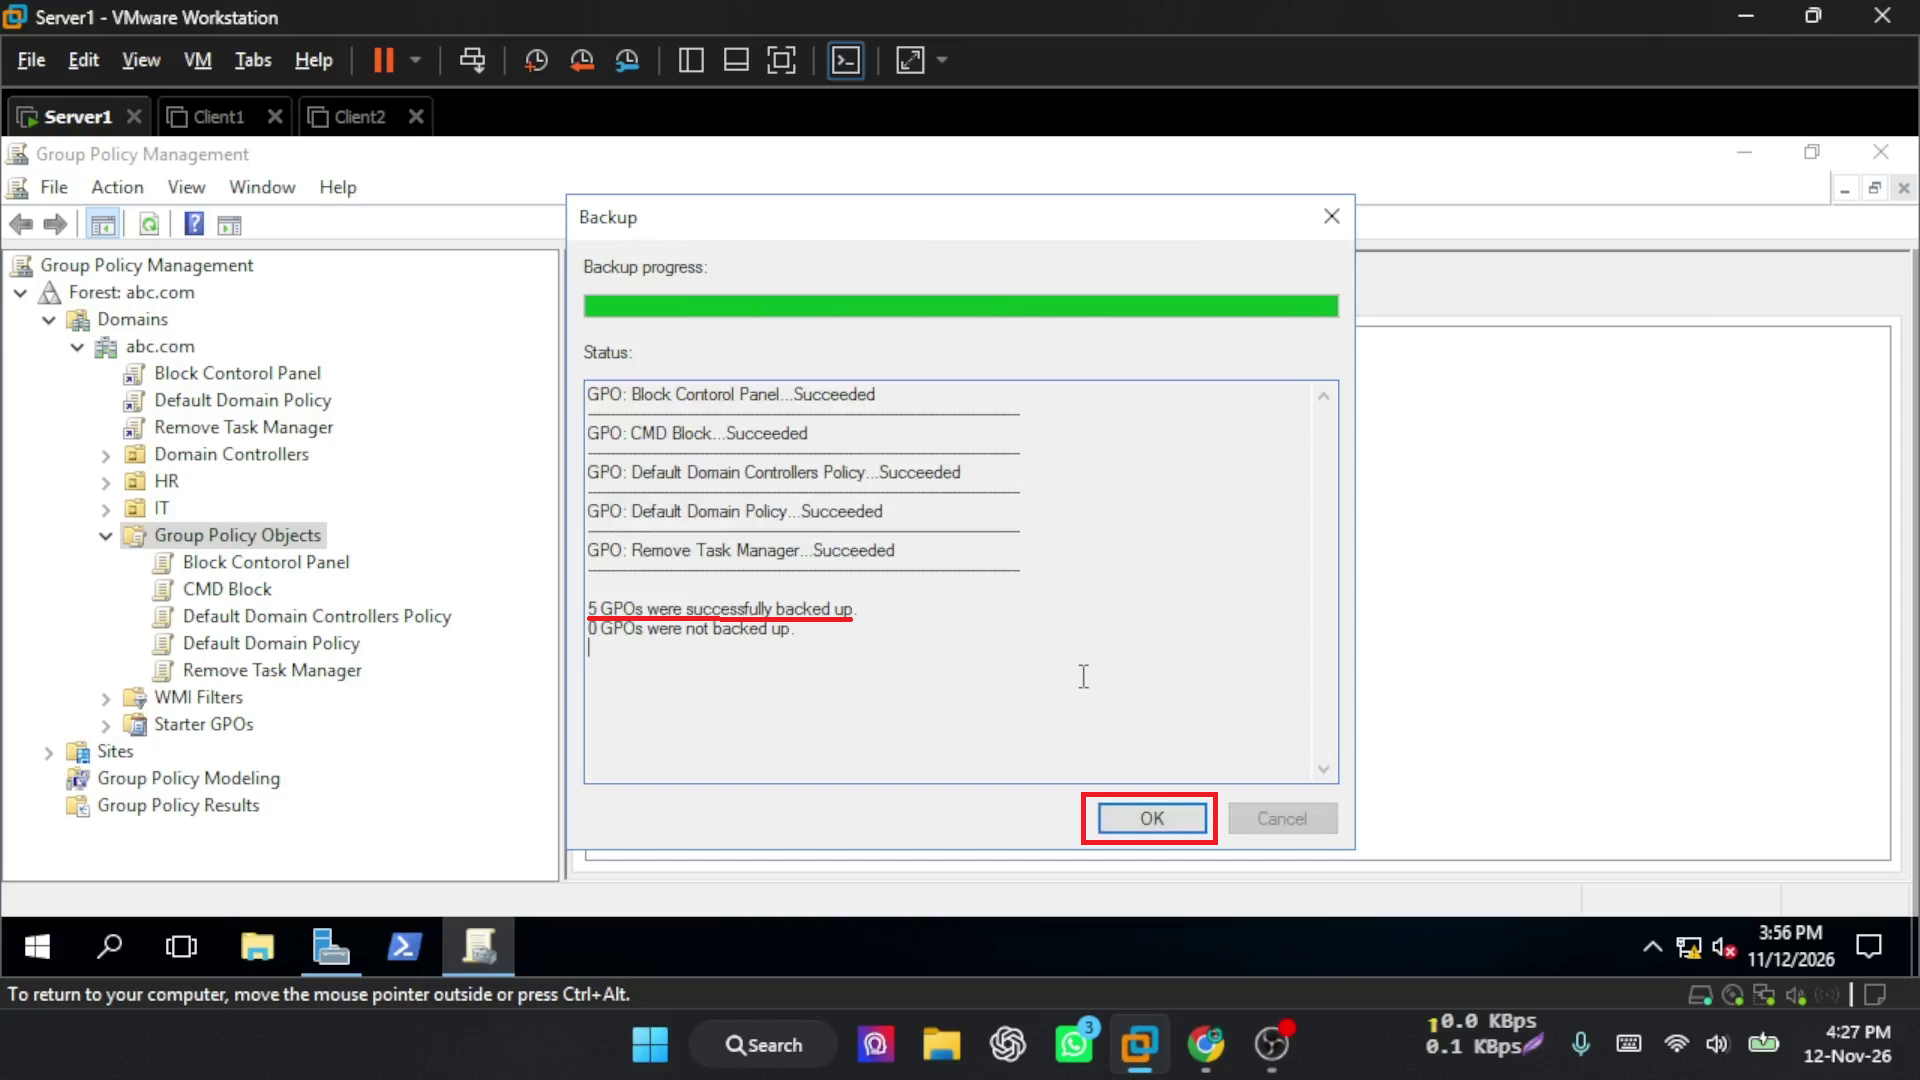 Server1 - VMware Workstation
File Edit View VM Tabs Help
Server1 Client1 Client2
Group Policy Management
File Action View Window Help
Group Policy Management
Forest: abc.com
Domains
abc.com
Block Contorol Panel
Default Domain Policy
Remove Task Manager
Domain Controllers
HR
IT
Group Policy Objects
Block Contorol Panel
CMD Block
Default Domain Controllers Policy
Default Domain Policy
Remove Task Manager
WMI Filters
Starter GPOs
Sites
Group Policy Modeling
Group Policy Results
Backup
Backup progress:
Status:
GPO: Block Contorol Panel...Succeeded
GPO: CMD Block...Succeeded
GPO: Default Domain Controllers Policy...Succeeded
GPO: Default Domain Policy...Succeeded
GPO: Remove Task Manager...Succeeded
5 GPOs were successfully backed up.
0 GPOs were not backed up.
OK Cancel
3:56 PM
11/12/2026
To return to your computer, move the mouse pointer outside or press Ctrl+Alt.
Search
3
0.0 KBps
0.1 KBps
4:27 PM
12-Nov-26